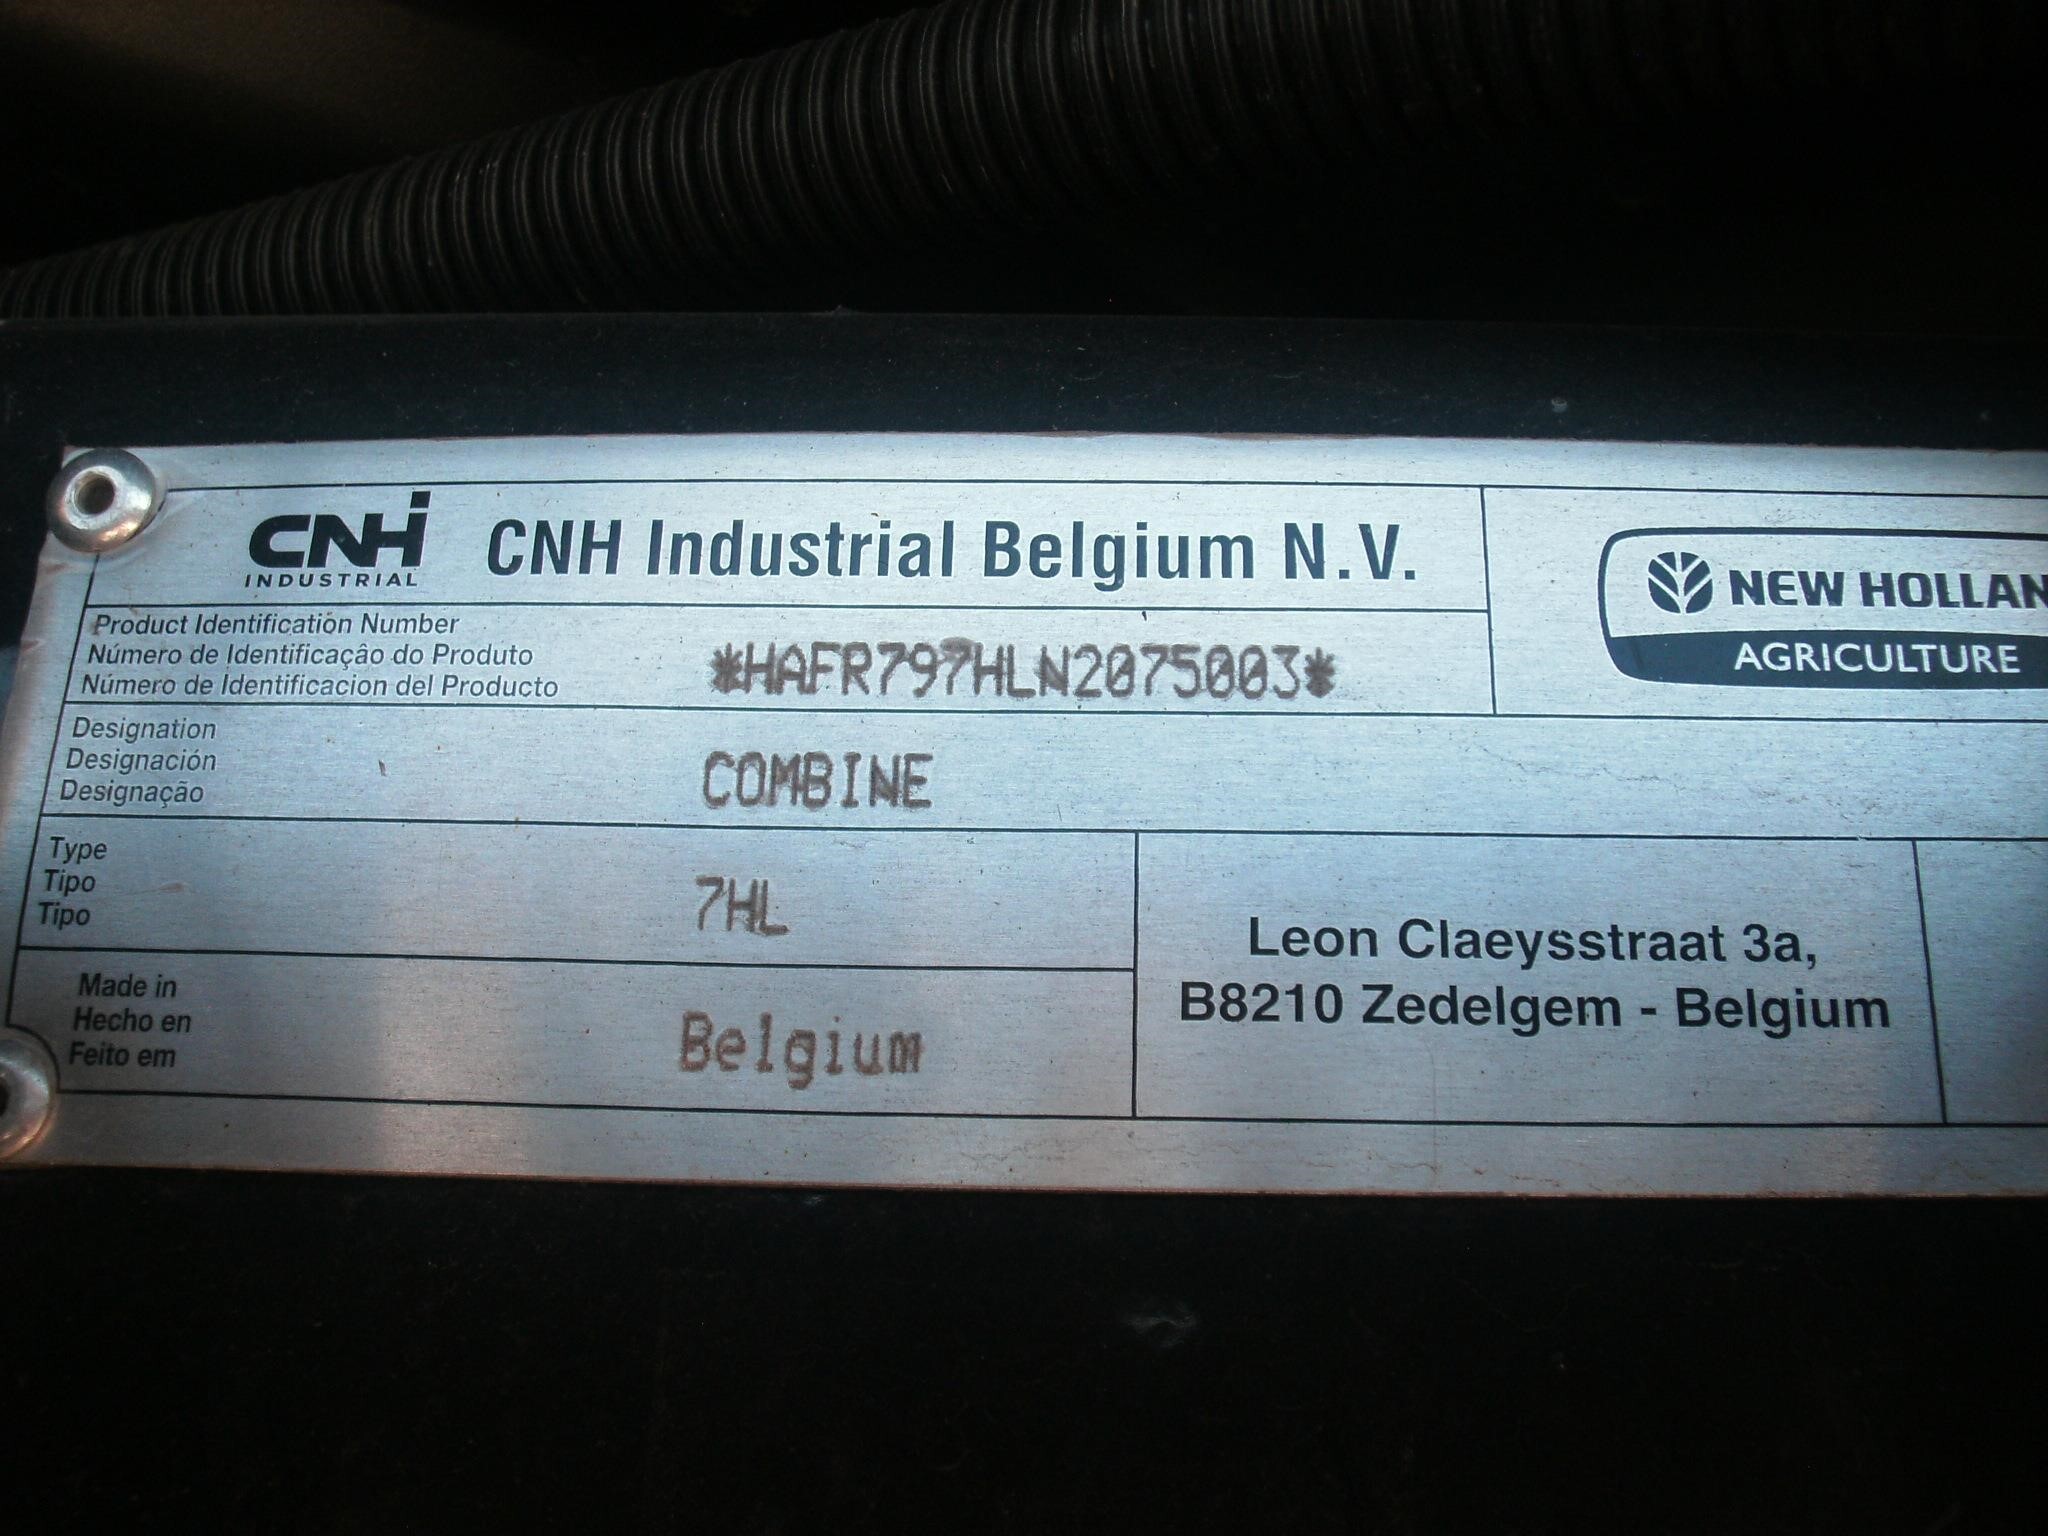 CNHi INDUSTRIAL
CNH Industrial Belgium N.V.
NEW HOLLAN
AGRICULTURE
Product Identification Number
Número de Identificaçâo do Produto
Número de Identificacion del Producto
*HAFR797HLN2075003*
Designation
Designación
Designação
COMBINE
Type
Tipo
Tipo
7HL
Made in
Hecho en
Feito em
Belgium
Leon Claeysstraat 3a,
B8210 Zedelgem - Belgium